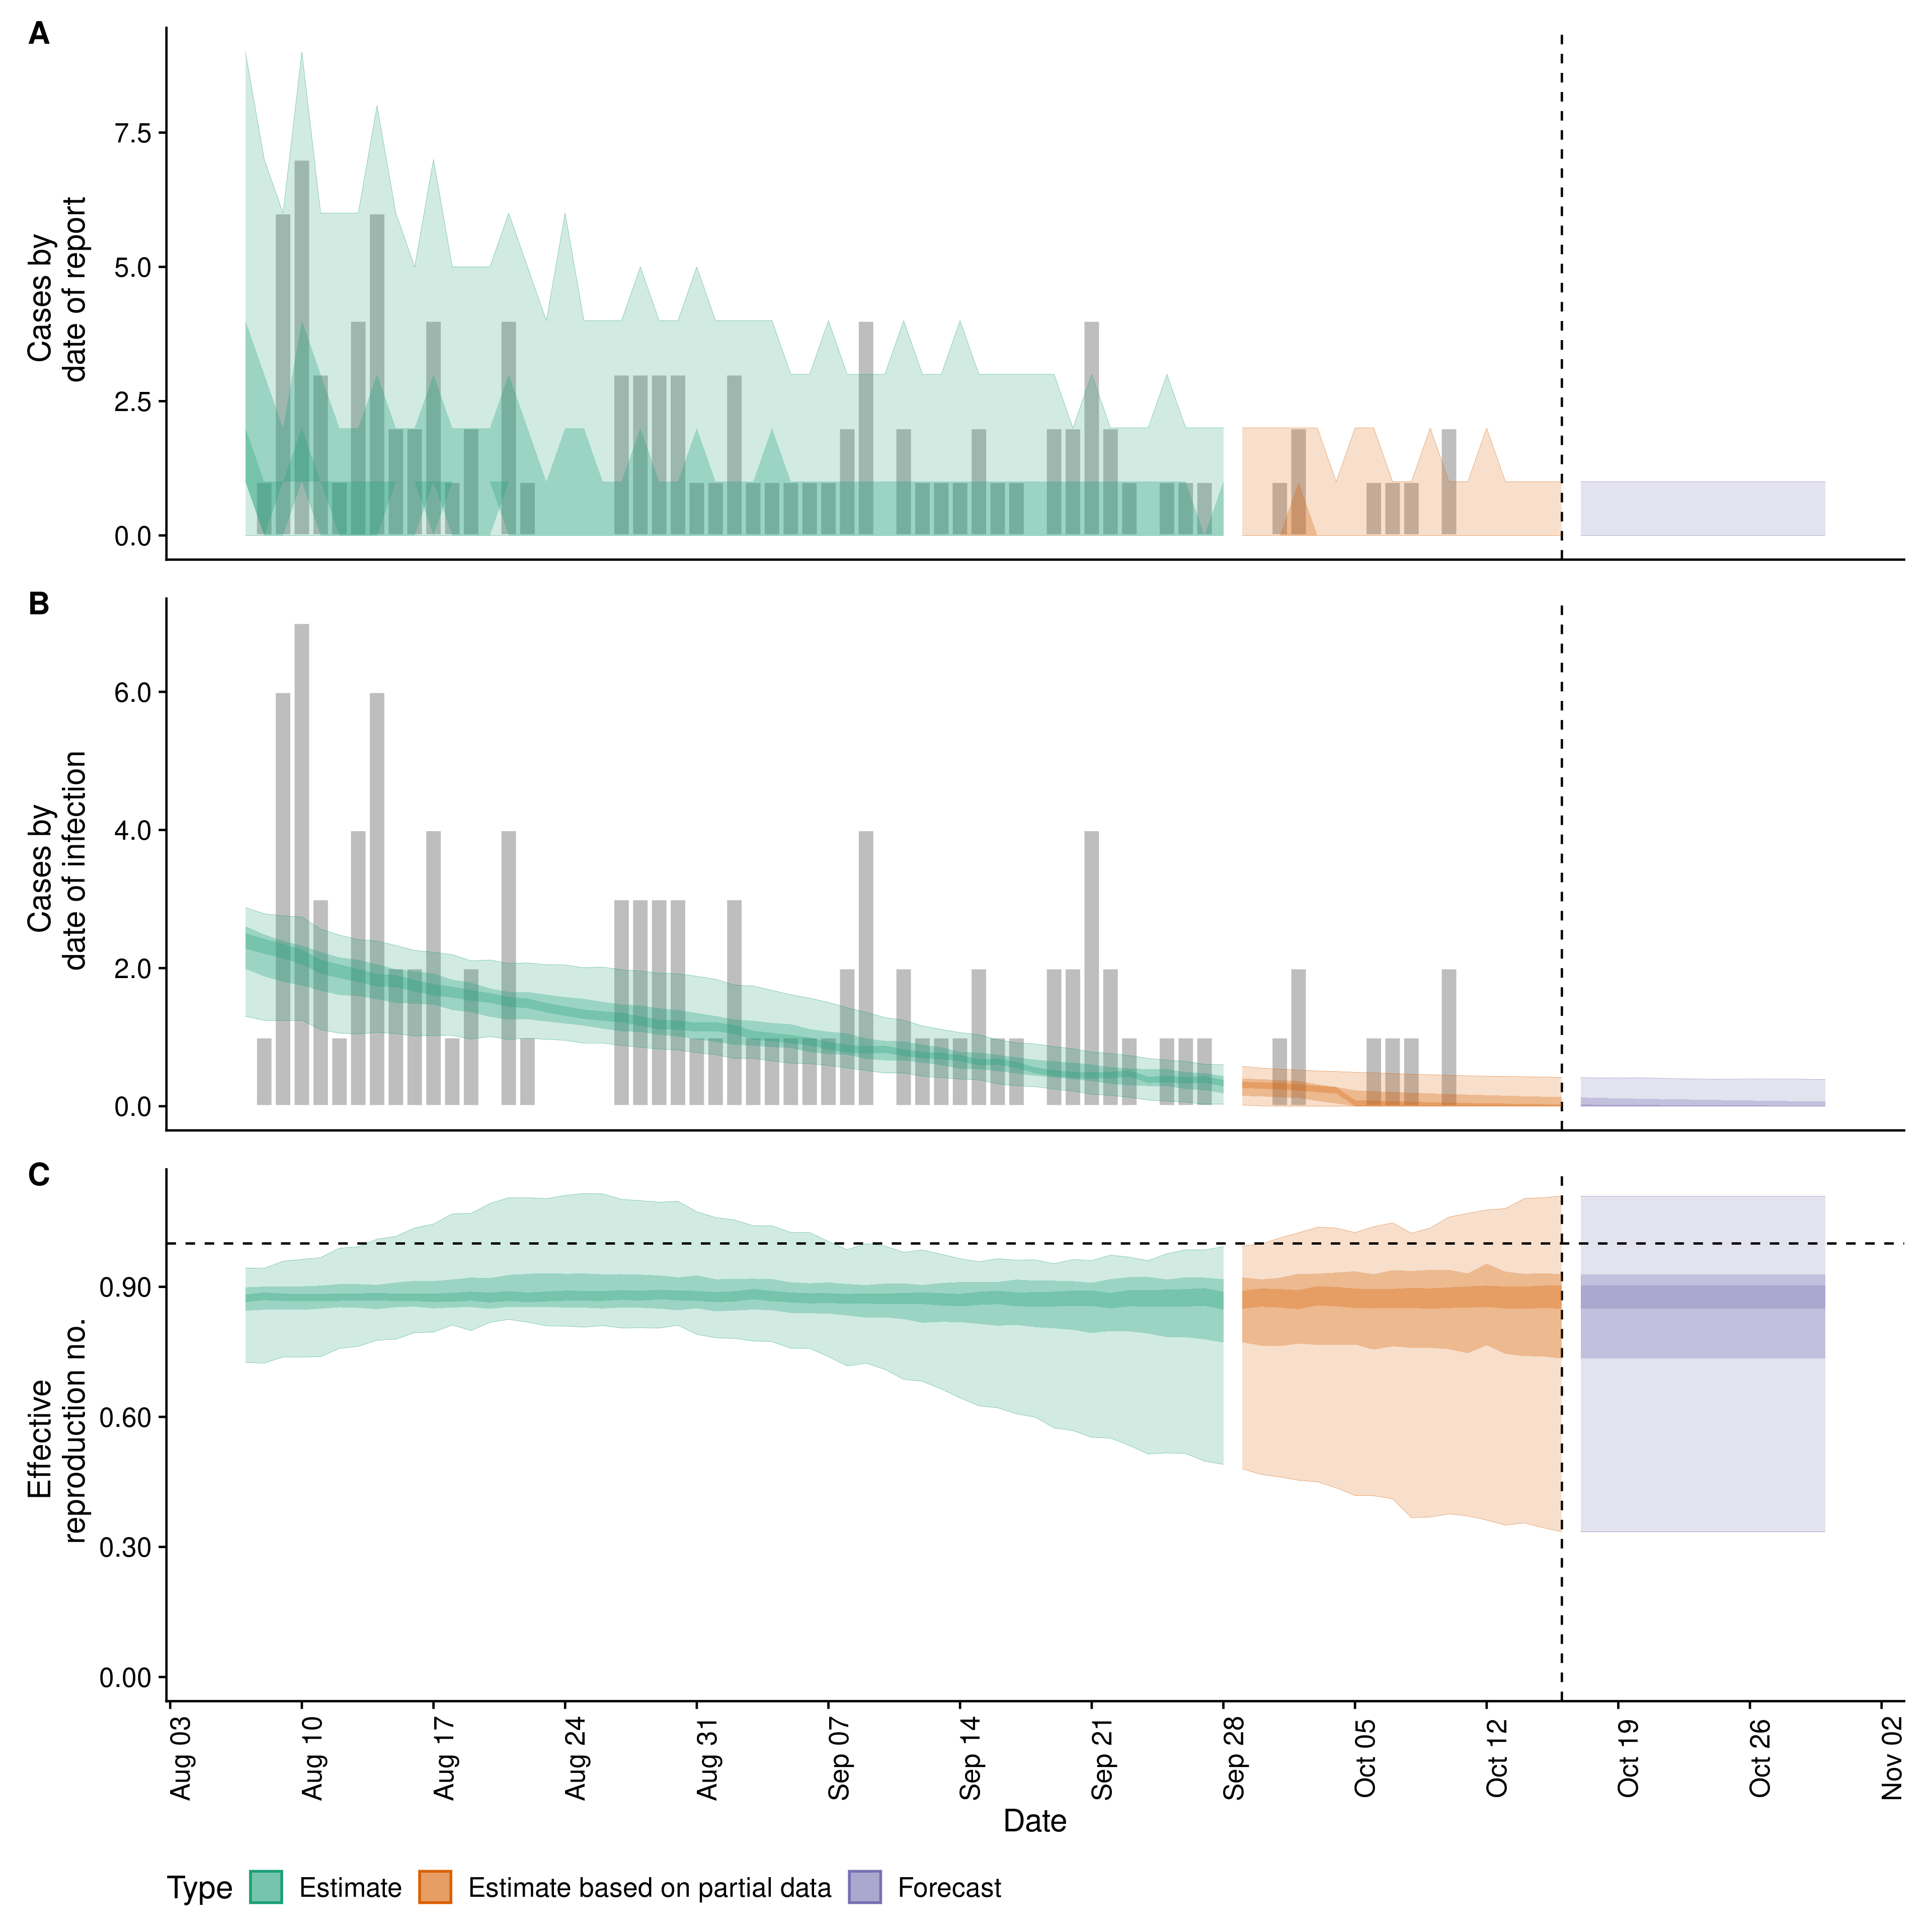 A
Cases by
date of report
7.5
5.0
2.5
0.0
B
Cases by
date of infection
6.0
4.0
2.0
0.0
C
Effective
reproduction no.
0.90
0.60
0.30
0.00
Aug 03
Aug 10
Aug 17
Aug 24
Aug 31
Sep 07
Sep 14
Sep 21
Sep 28
Oct 05
Oct 12
Oct 19
Oct 26
Nov 02
Date
Type Estimate Estimate based on partial data Forecast